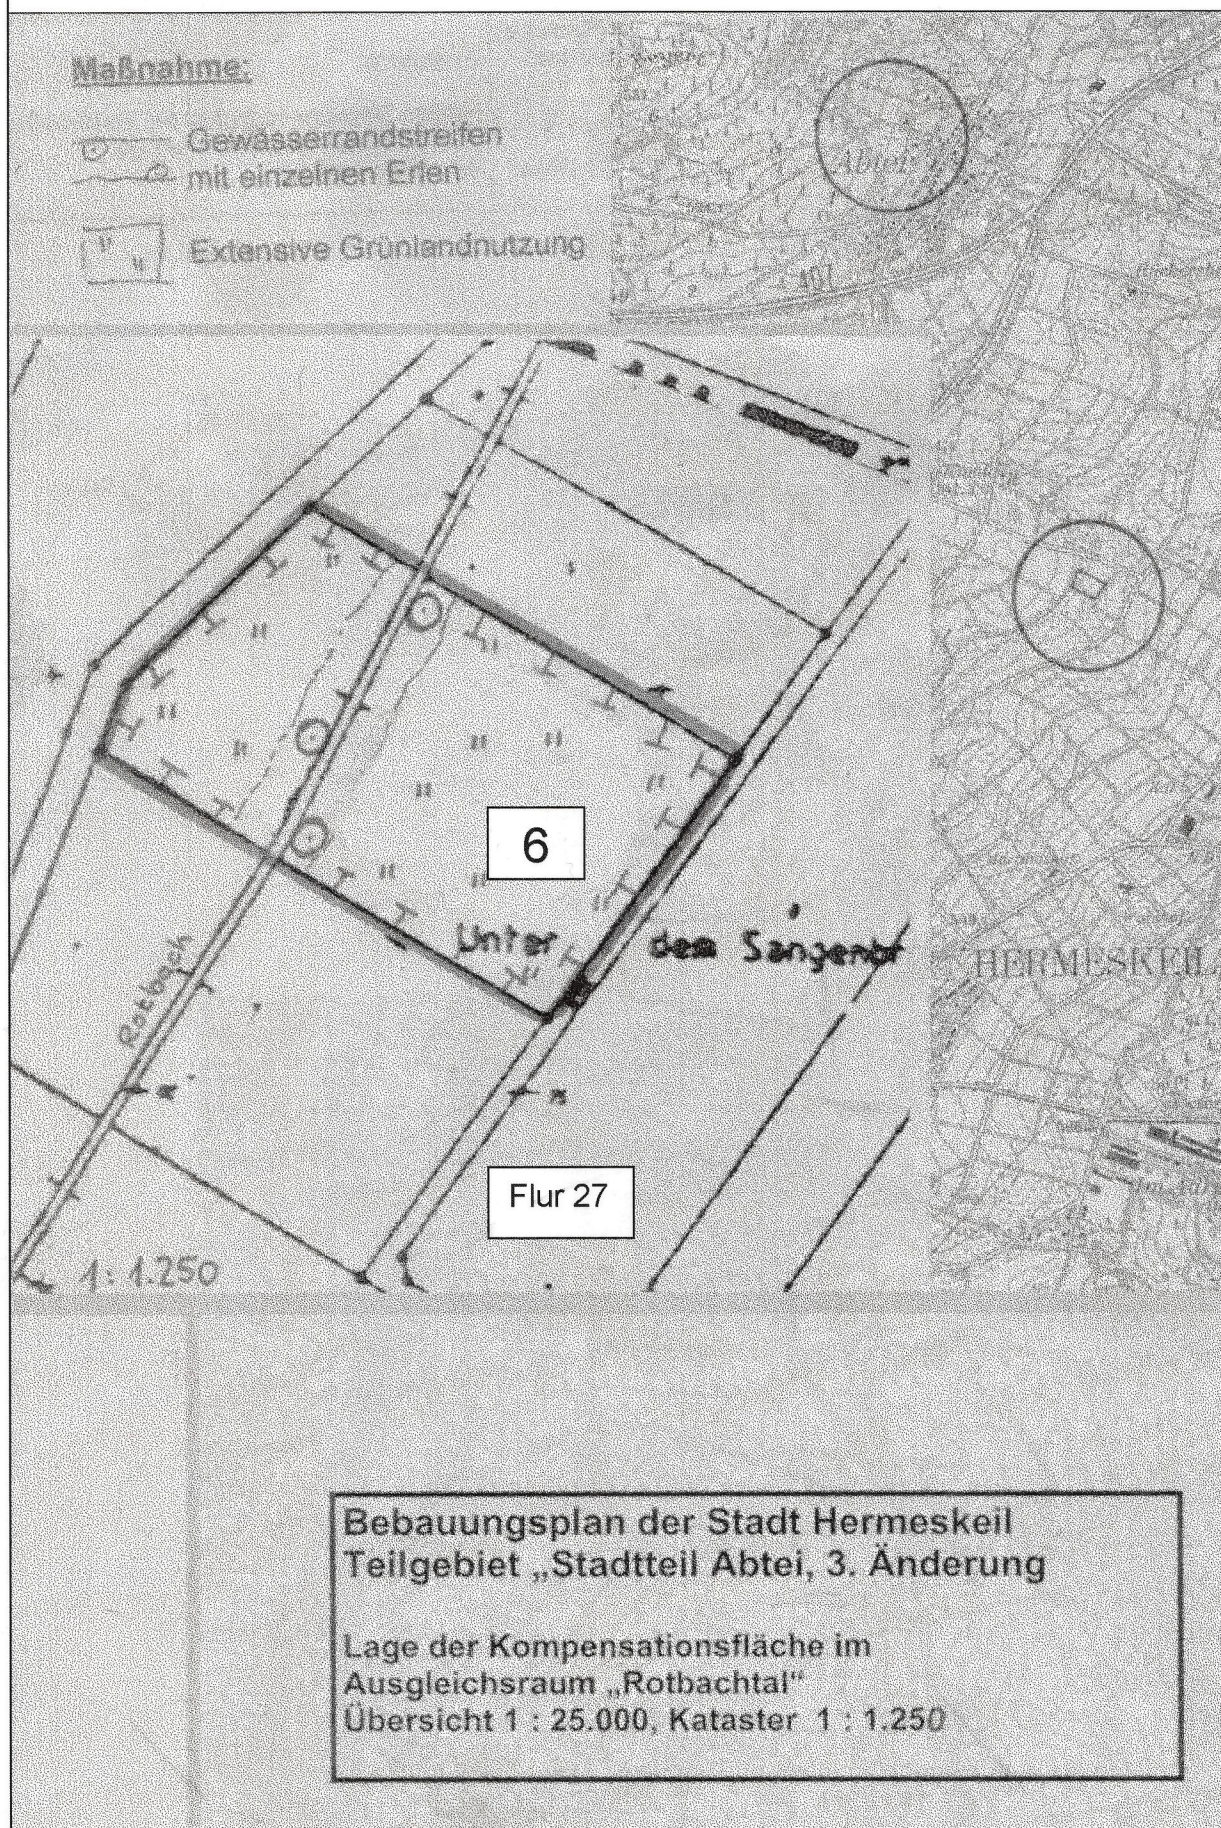 Maßnahme:
Gewässerrandstreifen
mit einzelnen Erlen
Extensive Grünlandnutzung
Abtei
401
6
Unter dem Sangenbr
Rotbach
HERMESKEIL
Flur 27
1: 1.250
Bebauungsplan der Stadt Hermeskeil
Teilgebiet „Stadtteil Abtei, 3. Änderung
Lage der Kompensationsfläche im
Ausgleichsraum „Rotbachtal“
Übersicht 1 : 25.000, Kataster 1 : 1.250